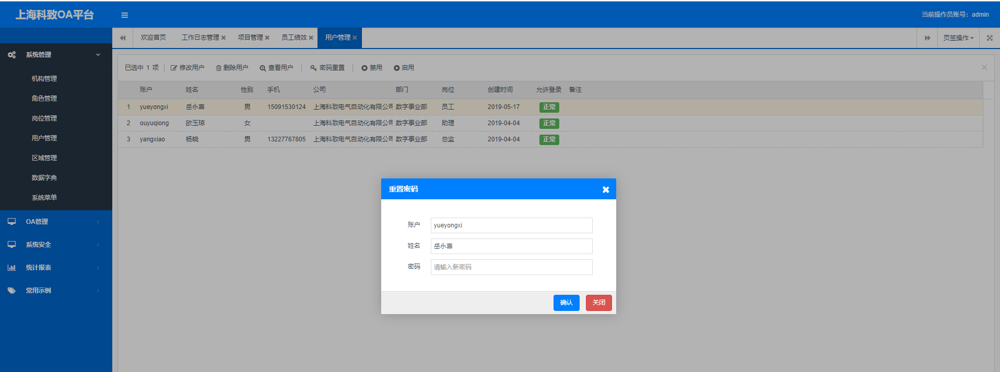 上海科致OA平台
当前操作员账号：admin
欢迎首页 工作日志管理 项目管理 员工绩效 用户管理 页签操作
系统管理
机构管理
角色管理
岗位管理
用户管理
区域管理
数据字典
系统菜单
OA管理
系统安全
统计报表
常用示例
已选中 1 项 修改用户 删除用户 查看用户 密码重置 禁用 启用
账户 姓名 性别 手机 公司 部门 岗位 创建时间 允许登录 备注
1 yueyongxi 岳永喜 男 15091530124 上海科致电气自动化有限公司 数字事业部 员工 2019-05-17 正常
2 ouyuqiong 欧玉琼 女 上海科致电气自动化有限公司 数字事业部 助理 2019-04-04 正常
3 yangxiao 杨晓 男 13227767805 上海科致电气自动化有限公司 数字事业部 总监 2019-04-04 正常
重置密码
账户 yueyongxi
姓名 岳永喜
密码 请输入新密码
确认 关闭